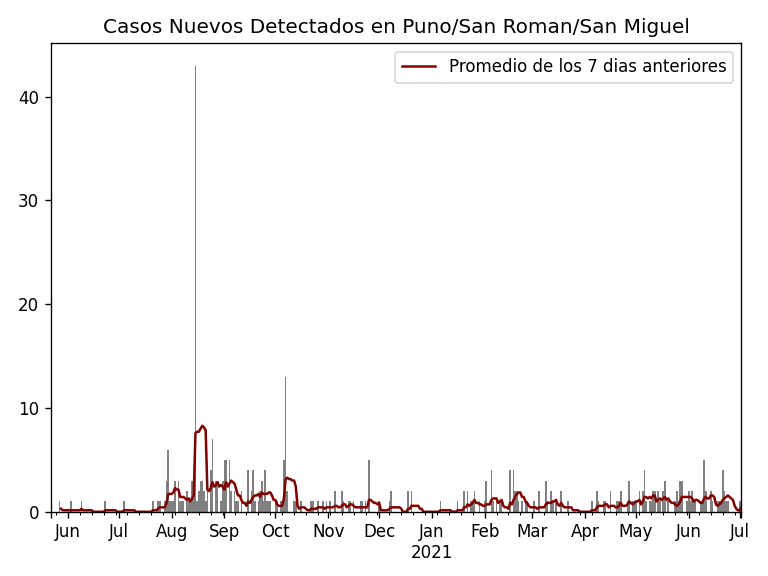 Casos Nuevos Detectados en Puno/San Roman/San Miguel
Promedio de los 7 dias anteriores
40
30
20
10
0
Jun Jul Aug Sep Oct Nov Dec Jan Feb Mar Apr May Jun Jul
2021